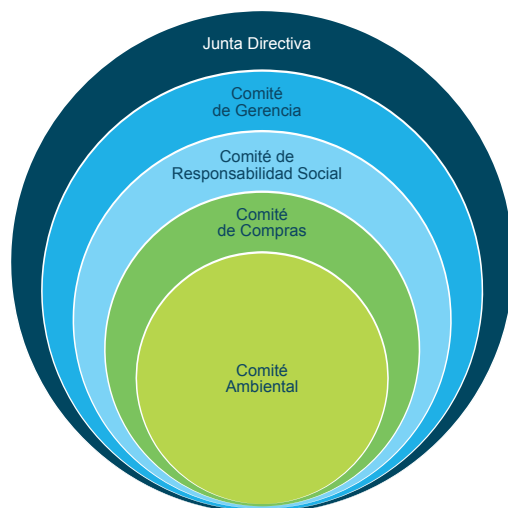 Junta Directiva
Comité
de Gerencia
Comité de
Responsabilidad Social
Comité
de Compras
Comité
Ambiental